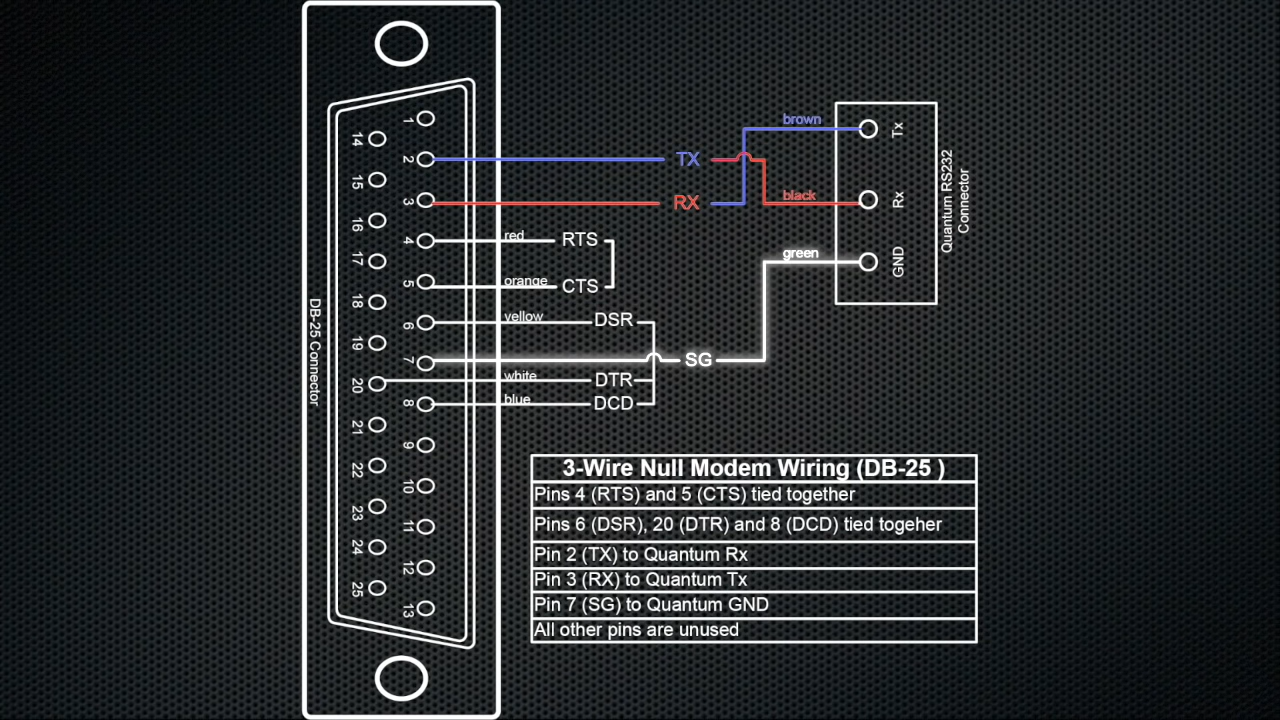 DB-25 Connector
1
2
3
4
5
6
7
8
9
10
11
12
13
14
15
16
17
18
19
20
21
22
23
24
25
TX
RX
red RTS
orange CTS
yellow DSR
SG
white DTR
blue DCD
brown
black
green
Tx
Rx
GND
Quantum RS232
Connector
3-Wire Null Modem Wiring (DB-25 )
Pins 4 (RTS) and 5 (CTS) tied together
Pins 6 (DSR), 20 (DTR) and 8 (DCD) tied togeher
Pin 2 (TX) to Quantum Rx
Pin 3 (RX) to Quantum Tx
Pin 7 (SG) to Quantum GND
All other pins are unused